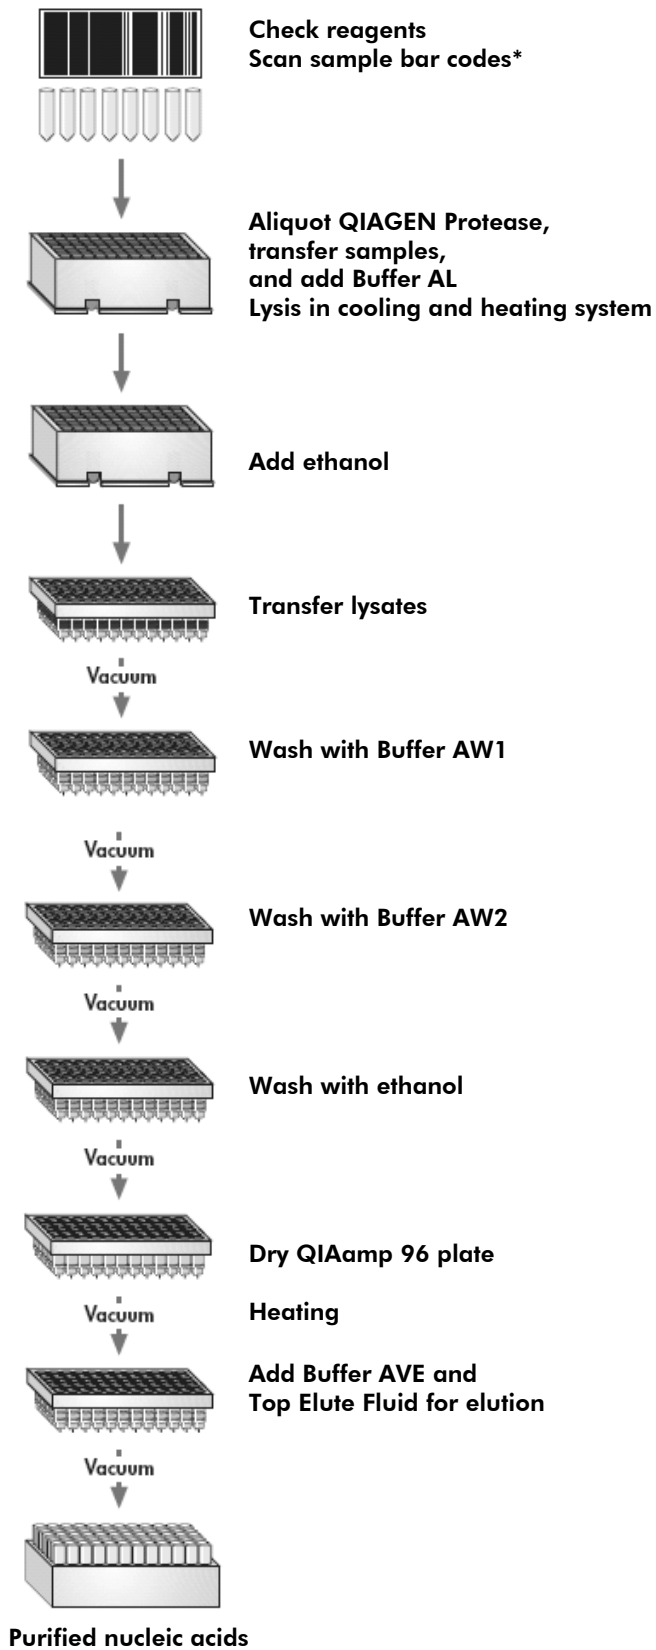 Check reagents
Scan sample bar codes*
Aliquot QIAGEN Protease,
transfer samples,
and add Buffer AL
Lysis in cooling and heating system
Add ethanol
Transfer lysates
Vacuum
Wash with Buffer AW1
Vacuum
Wash with Buffer AW2
Vacuum
Wash with ethanol
Vacuum
Dry QIAamp 96 plate
Vacuum
Heating
Add Buffer AVE and
Top Elute Fluid for elution
Vacuum
Purified nucleic acids